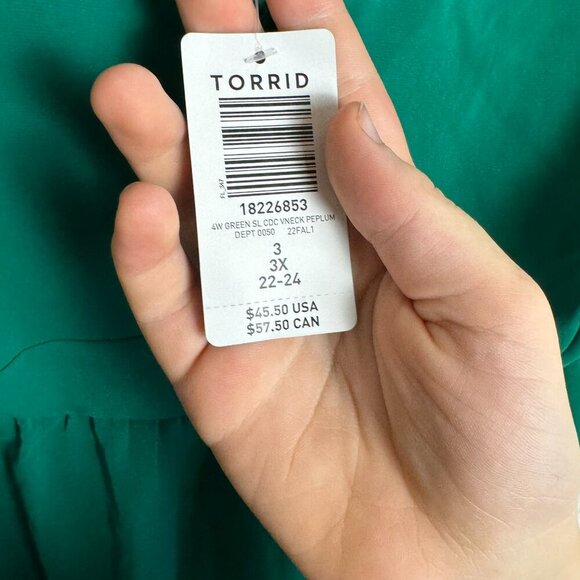 TORRID
18226853
4W GREEN SL CDC VNECK PEPLUM
DEPT 0050 22FAL1
3
3X
22-24
$45.50 USA
$57.50 CAN